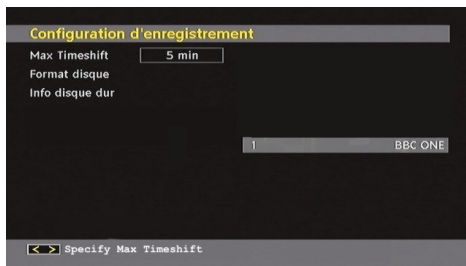 Configuration d'enregistrement
Max Timeshift 5 min
Format disque
Info disque dur
1 BBC ONE
< > Specify Max Timeshift